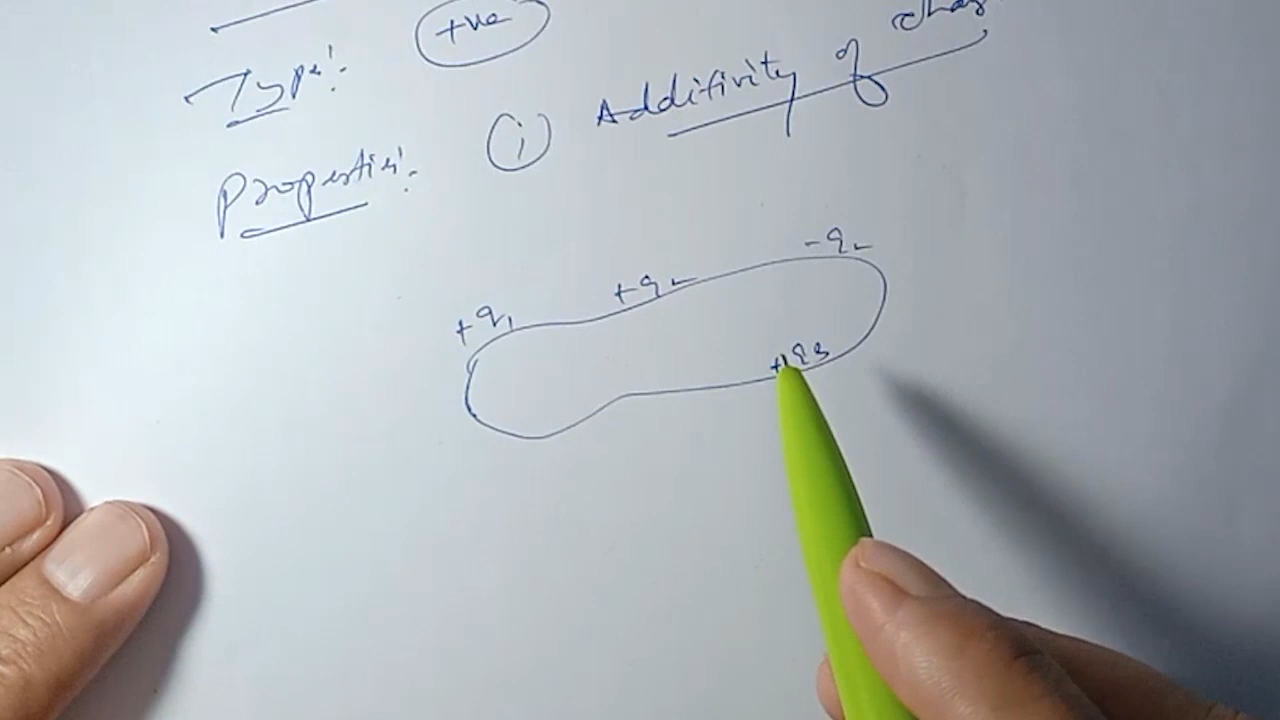 Type: +ve
Properties: (i) Additivity of
-q2
+q2
+q1
+q3